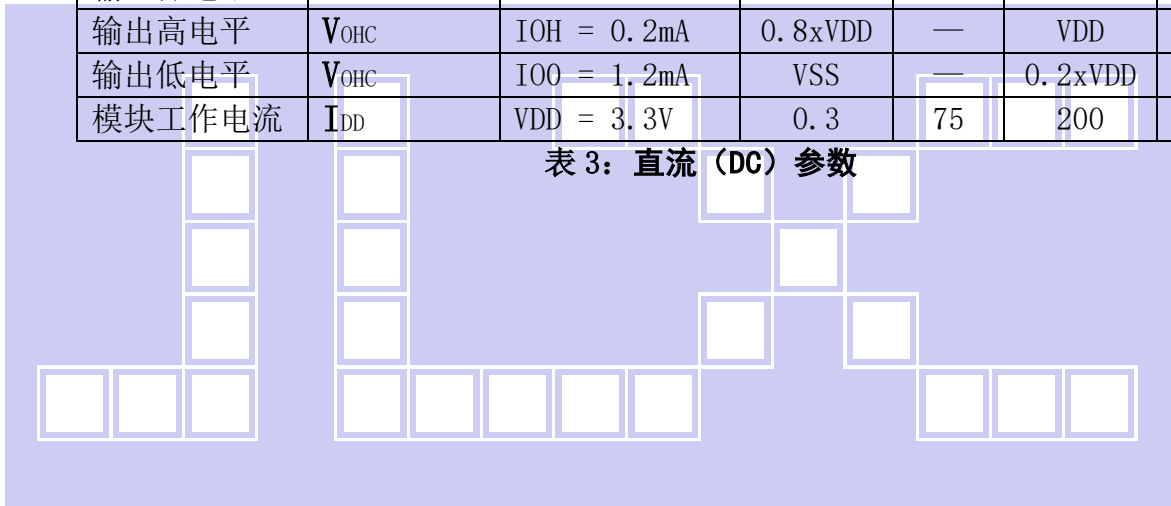 输出高电平 VOHC IOH = 0.2mA 0.8xVDD — VDD
输出低电平 VOHC IOO = 1.2mA VSS — 0.2xVDD
模块工作电流 IDD VDD = 3.3V 0.3 75 200
表 3：直流（DC）参数